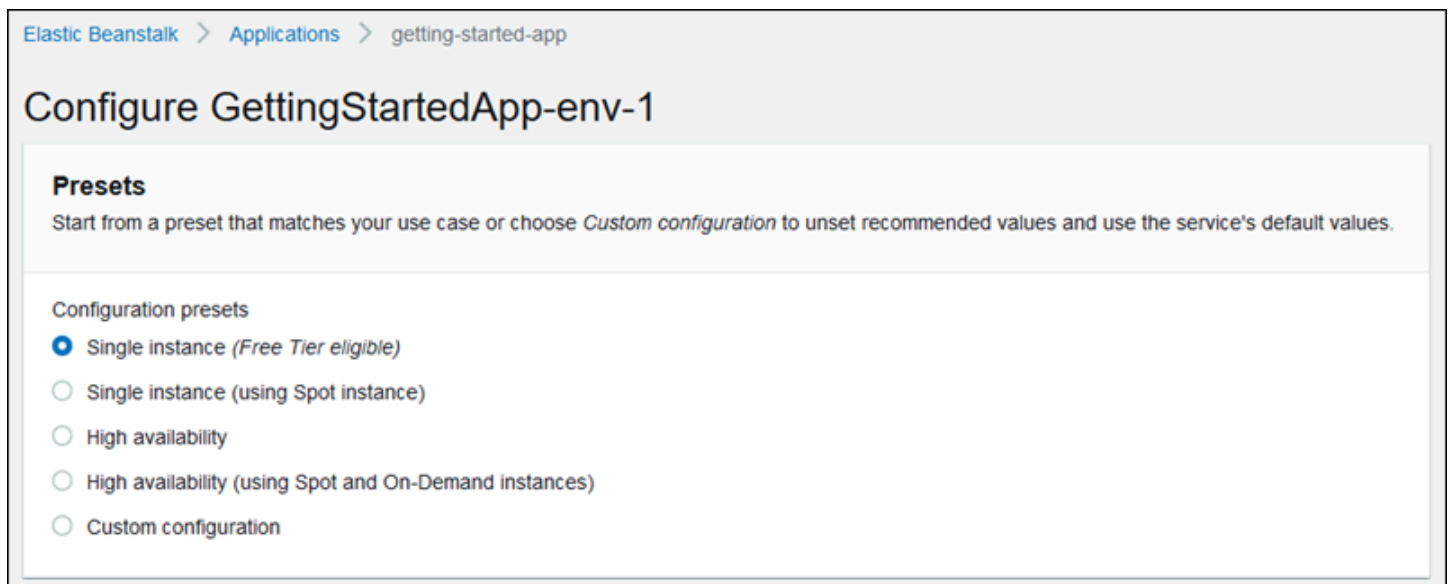 Elastic Beanstalk > Applications > getting-started-app
Configure GettingStartedApp-env-1
Presets
Start from a preset that matches your use case or choose Custom configuration to unset recommended values and use the service's default values.
Configuration presets
Single instance (Free Tier eligible)
Single instance (using Spot instance)
High availability
High availability (using Spot and On-Demand instances)
Custom configuration